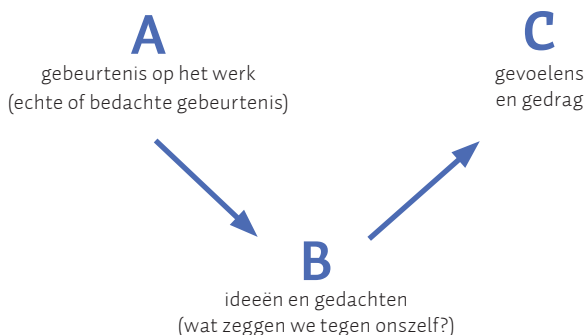 A
gebeurtenis op het werk
(echte of bedachte gebeurtenis)
C
gevoelens
en gedrag
B
ideeën en gedachten
(wat zeggen we tegen onszelf?)